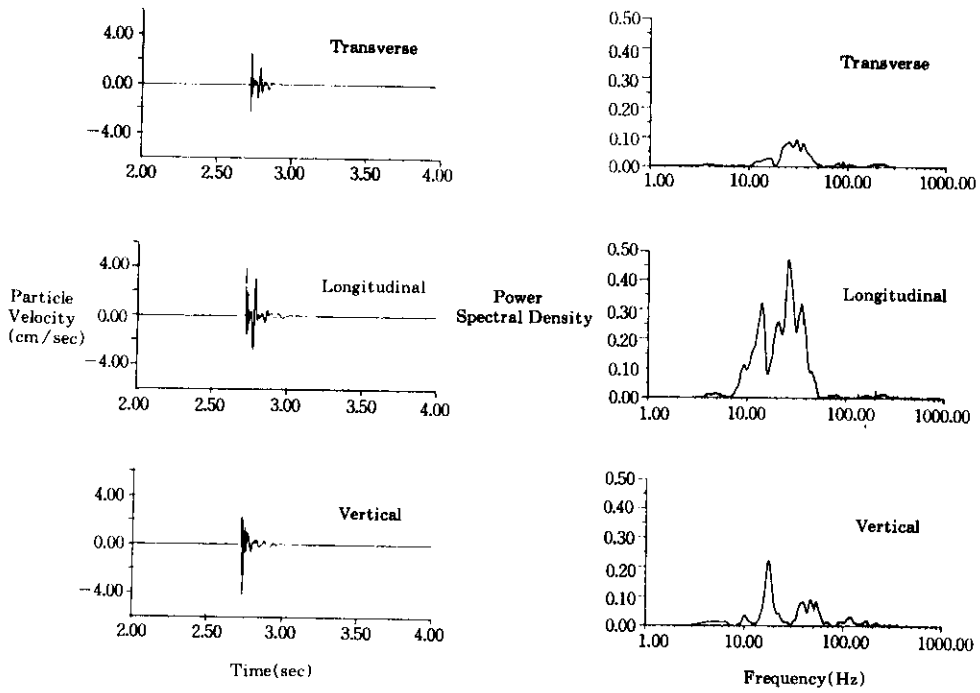 4.00
0.00
−4.00
Transverse
2.00 2.50 3.00 3.50 4.00
0.50
0.40
0.30
0.20
0.10
0.00
Transverse
1.00 10.00 100.00 1000.00
Particle
Velocity
(cm/sec)
4.00
0.00
−4.00
Longitudinal
2.00 2.50 3.00 3.50 4.00
Power
Spectral Density
0.50
0.40
0.30
0.20
0.10
0.00
Longitudinal
1.00 10.00 100.00 1000.00
4.00
0.00
−4.00
Vertical
2.00 2.50 3.00 3.50 4.00
Time(sec)
0.50
0.40
0.30
0.20
0.10
0.00
Vertical
1.00 10.00 100.00 1000.00
Frequency(Hz)